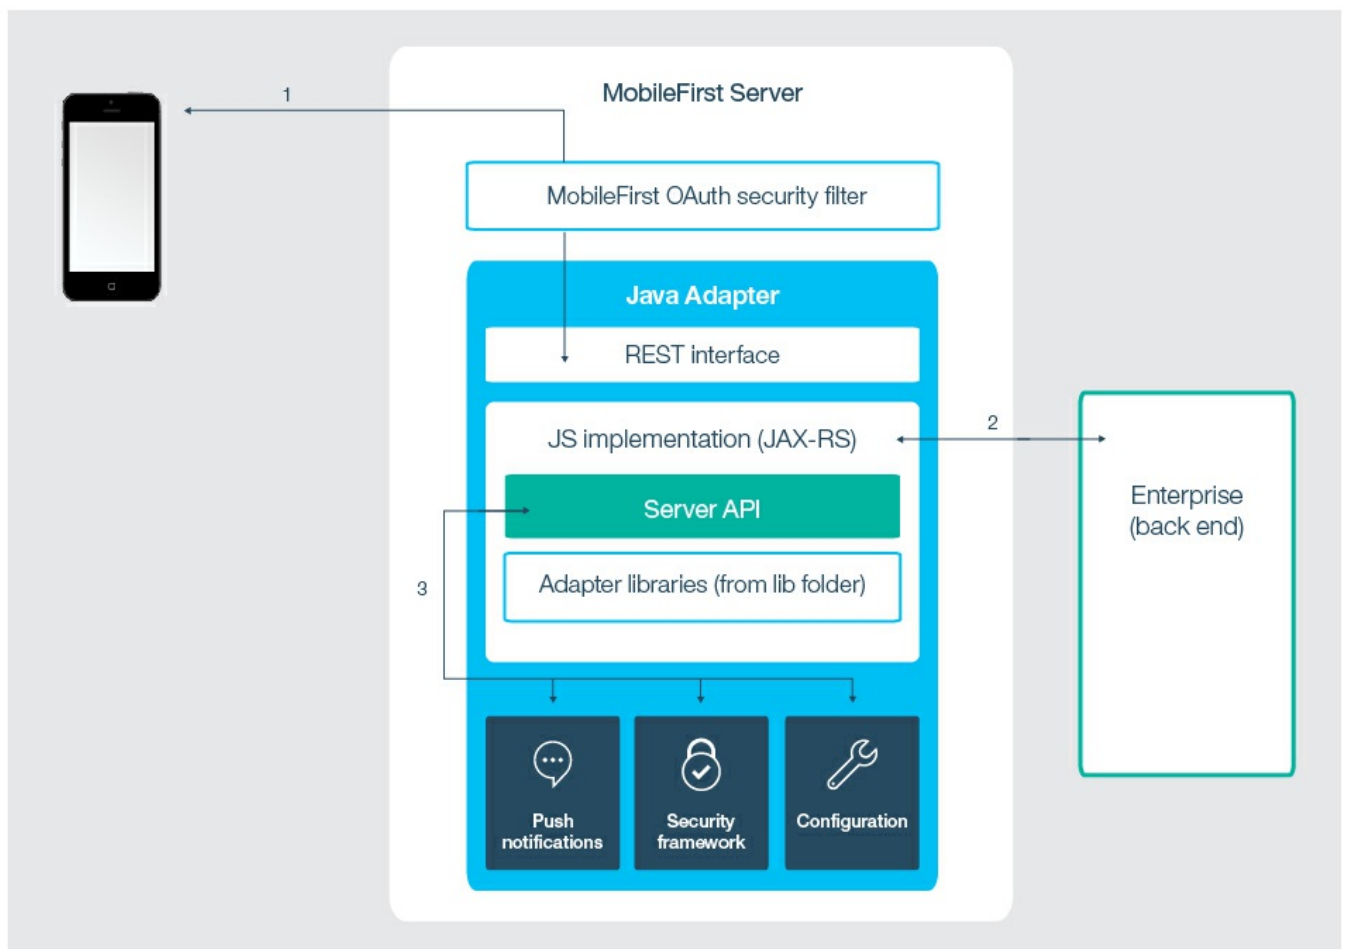 MobileFirst Server
1
MobileFirst OAuth security filter
Java Adapter
REST interface
JS implementation (JAX-RS)
2
Server API
Enterprise
(back end)
Adapter libraries (from lib folder)
3
Push
notifications
Security
framework
Configuration